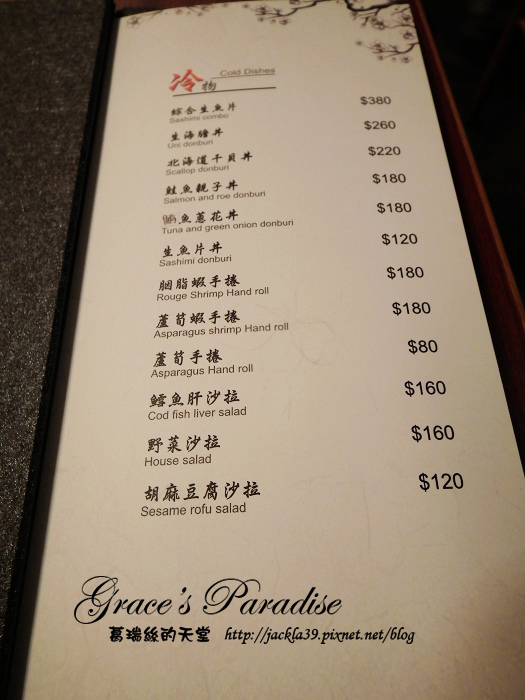 冷物 Cold Dishes
綜合生魚片 $380
Sashimi combo
生海膽丼 $260
Uni donburi
北海道干貝丼 $220
Scallop donburi
鮭魚親子丼 $180
Salmon and roe donburi
鮪魚蔥花丼 $180
Tuna and green onion donburi
生魚片丼 $120
Sashimi donburi
胭脂蝦手捲 $180
Rouge Shrimp Hand roll
蘆筍蝦手捲 $180
Asparagus shrimp Hand roll
蘆筍手捲 $80
Asparagus Hand roll
鱈魚肝沙拉 $160
Cod fish liver salad
野菜沙拉 $160
House salad
胡麻豆腐沙拉 $120
Sesame rofu salad
Grace's Paradise
葛瑞絲的天堂 http://jackla39.pixnet.net/blog